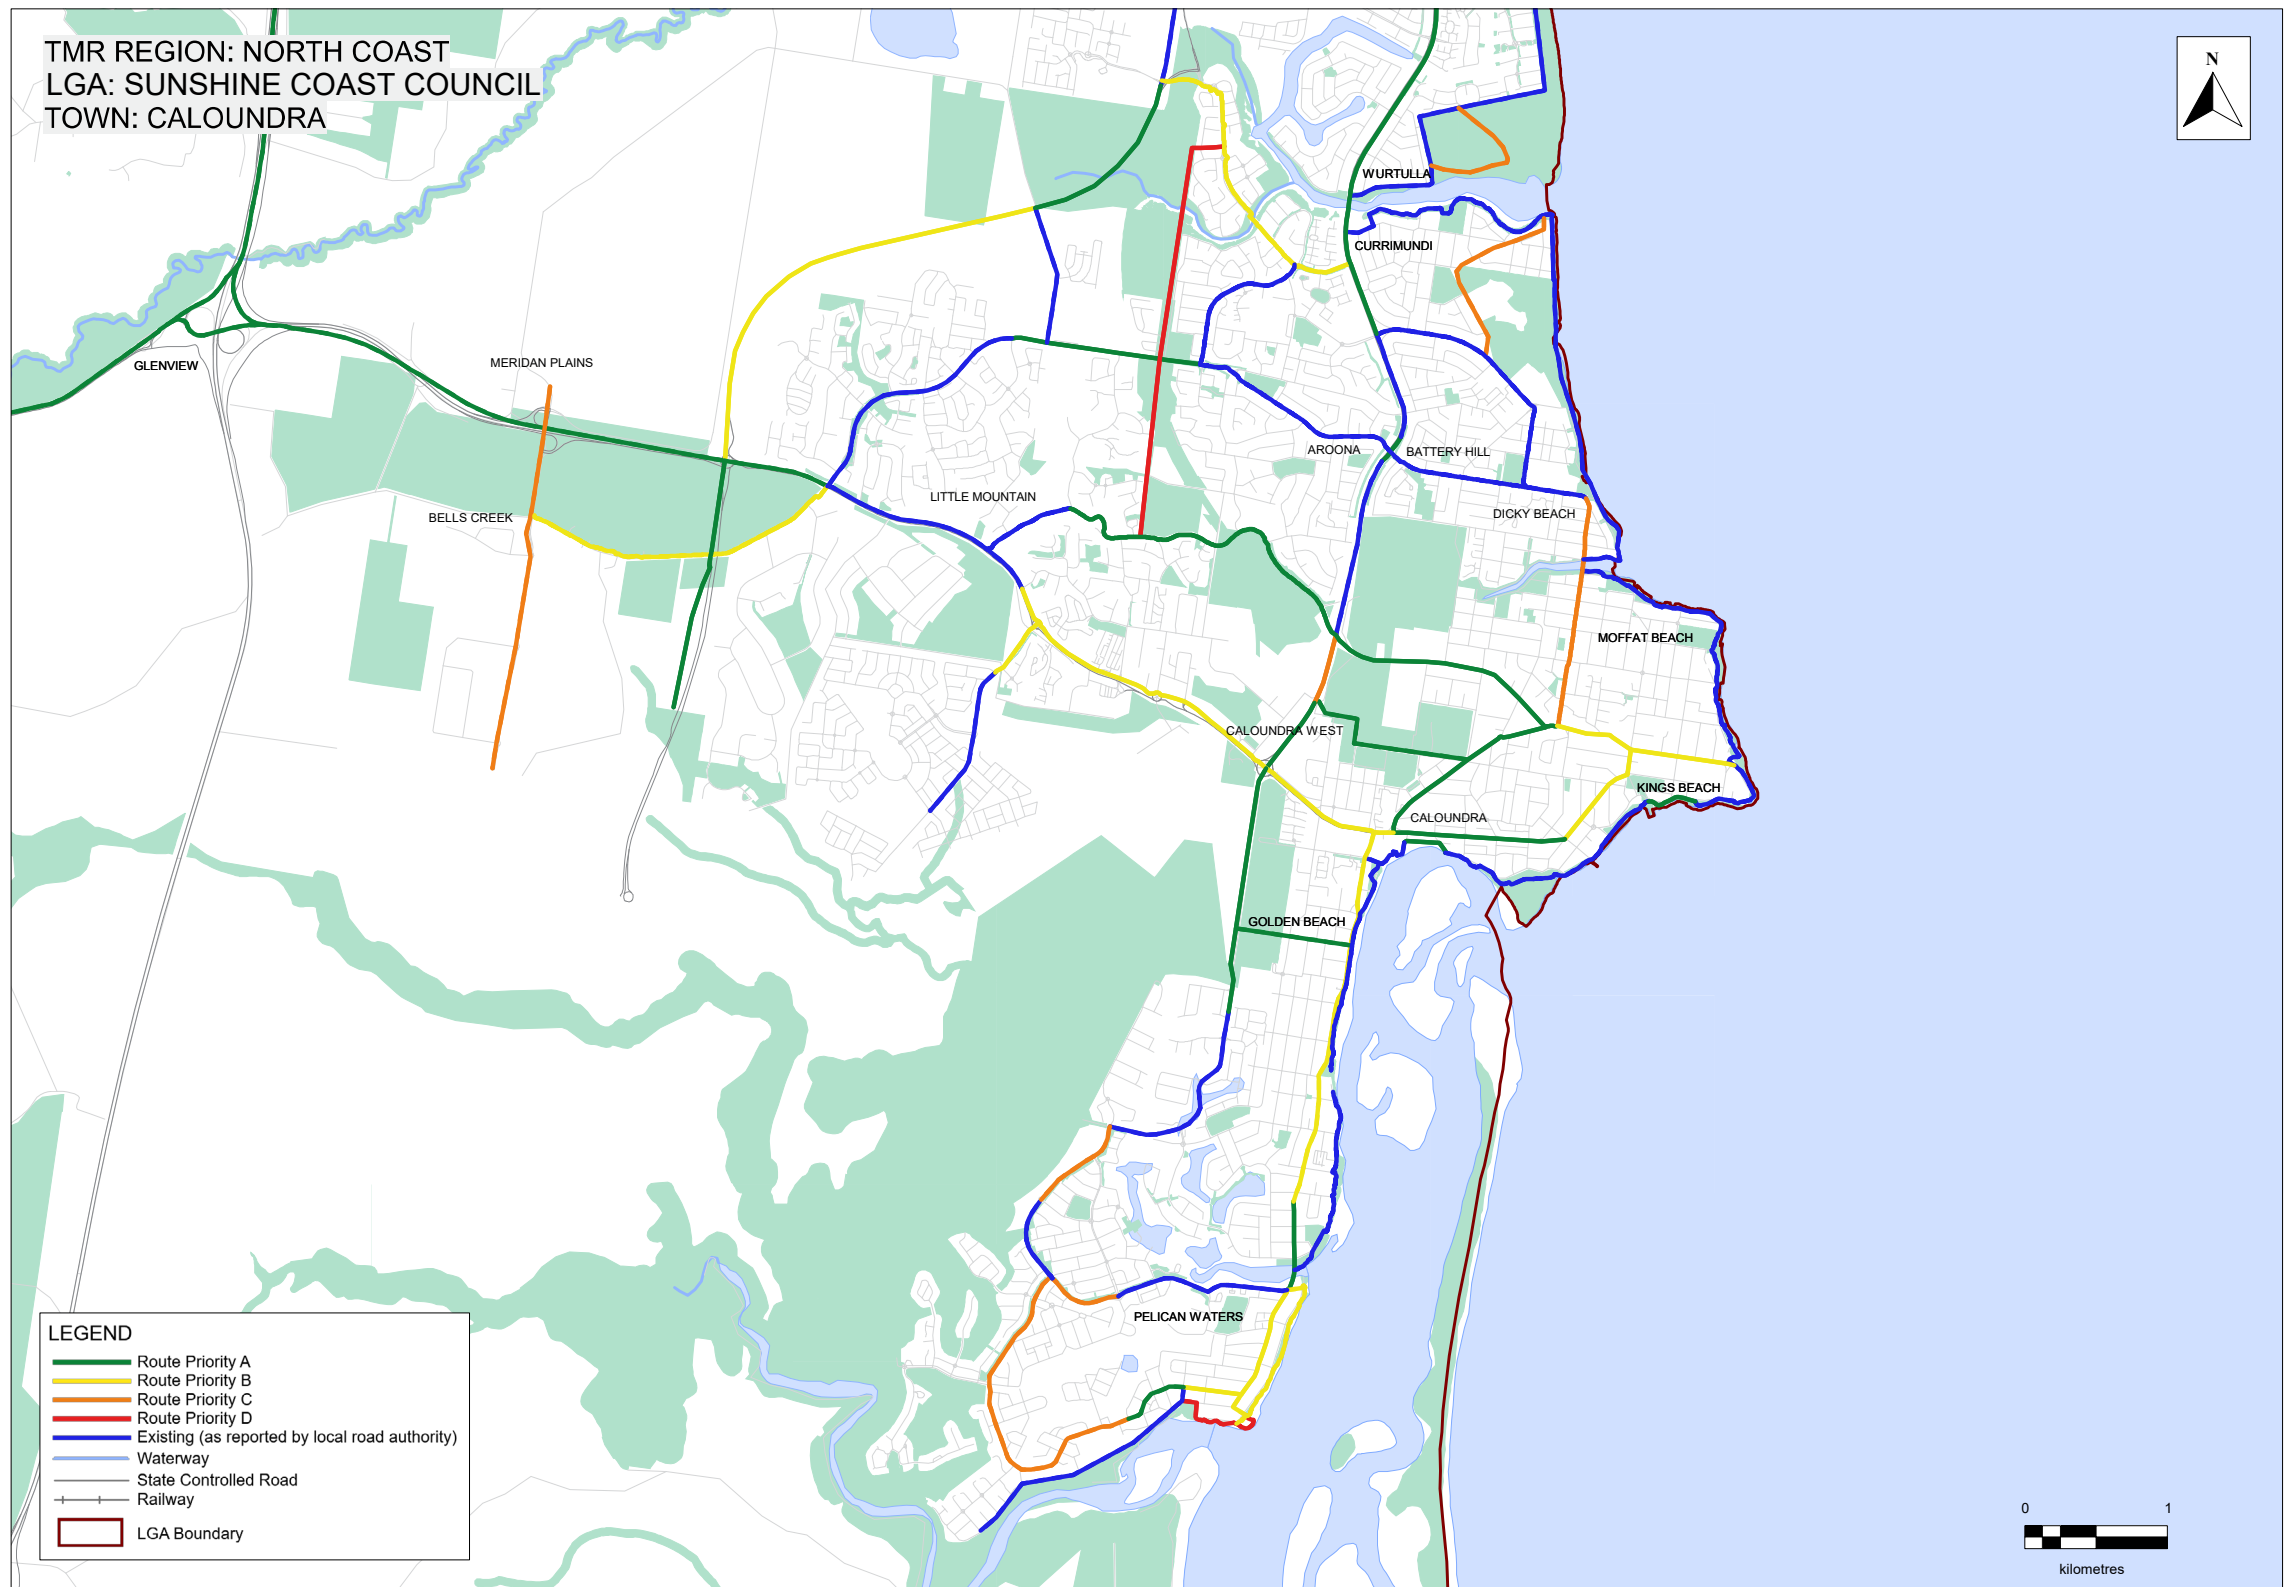 TMR REGION: NORTH COAST
LGA: SUNSHINE COAST COUNCIL
TOWN: CALOUNDRA
N
WURTULLA
CURRIMUNDI
GLENVIEW
MERIDAN PLAINS
AROONA
BATTERY HILL
LITTLE MOUNTAIN
BELLS CREEK
DICKY BEACH
MOFFAT BEACH
CALOUNDRA WEST
KINGS BEACH
CALOUNDRA
GOLDEN BEACH
PELICAN WATERS
LEGEND
Route Priority A
Route Priority B
Route Priority C
Route Priority D
Existing (as reported by local road authority)
Waterway
State Controlled Road
Railway
LGA Boundary
0 1
kilometres